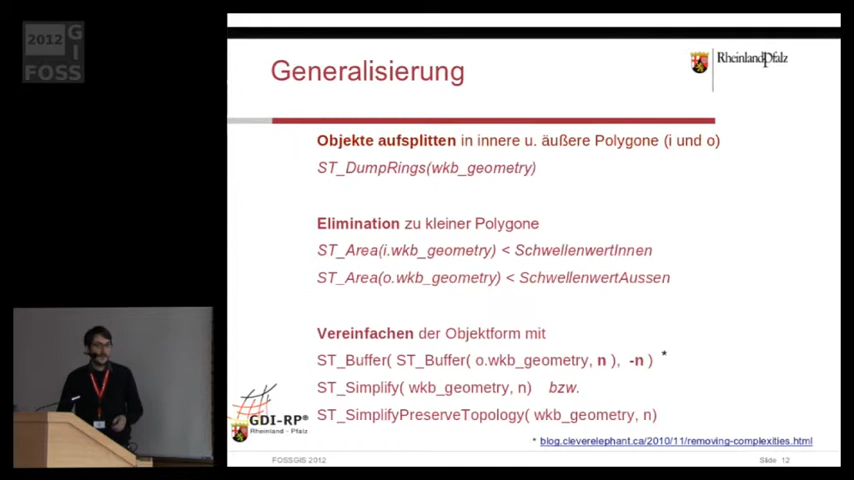 2012 GI
FOSS
Generalisierung
RheinlandPfalz
Objekte aufsplitten in innere u. äußere Polygone (i und o)
ST_DumpRings(wkb_geometry)
Elimination zu kleiner Polygone
ST_Area(i.wkb_geometry) < SchwellenwertInnen
ST_Area(o.wkb_geometry) < SchwellenwertAussen
Vereinfachen der Objektform mit
ST_Buffer( ST_Buffer( o.wkb_geometry, n ), -n ) *
ST_Simplify( wkb_geometry, n) bzw.
ST_SimplifyPreserveTopology( wkb_geometry, n)
GDI-RP®
Rheinland - Pfalz
* blog.cleverelephant.ca/2010/11/removing-complexities.html
FOSSGIS 2012
Slide 12